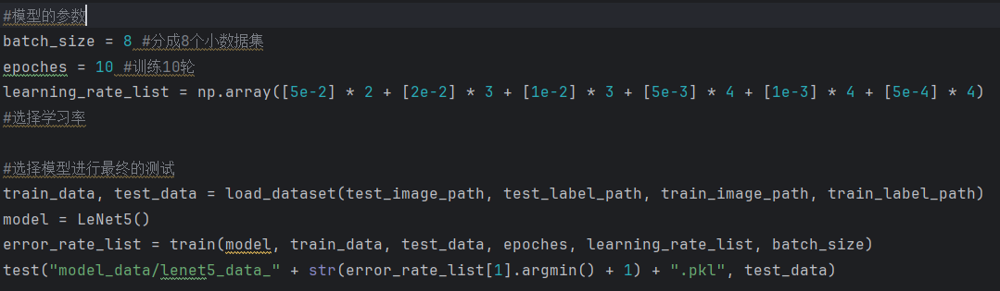 #模型的参数
batch_size = 8 #分成8个小数据集
epoches = 10 #训练10轮
learning_rate_list = np.array([5e-2] * 2 + [2e-2] * 3 + [1e-2] * 3 + [5e-3] * 4 + [1e-3] * 4 + [5e-4] * 4)
#选择学习率
#选择模型进行最终的测试
train_data, test_data = load_dataset(test_image_path, test_label_path, train_image_path, train_label_path)
model = LeNet5()
error_rate_list = train(model, train_data, test_data, epoches, learning_rate_list, batch_size)
test("model_data/lenet5_data_" + str(error_rate_list[1].argmin() + 1) + ".pkl", test_data)